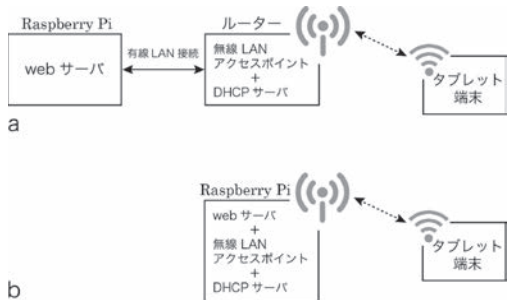 Raspberry Pi
web サーバ
有線 LAN 接続
ルーター
無線 LAN
アクセスポイント
+
DHCP サーバ
タブレット
端末
a
Raspberry Pi
web サーバ
+
無線 LAN
アクセスポイント
+
DHCP サーバ
タブレット
端末
b